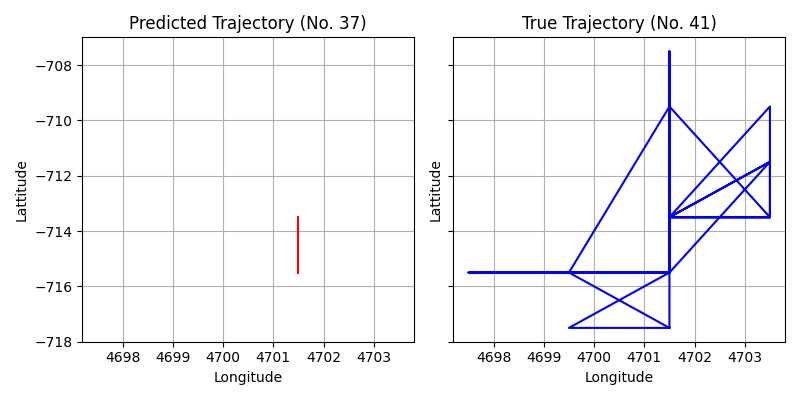 Predicted Trajectory (No. 37)
True Trajectory (No. 41)
Lattitude
−708
−710
−712
−714
−716
−718
4698 4699 4700 4701 4702 4703
Longitude
Lattitude
4698 4699 4700 4701 4702 4703
Longitude